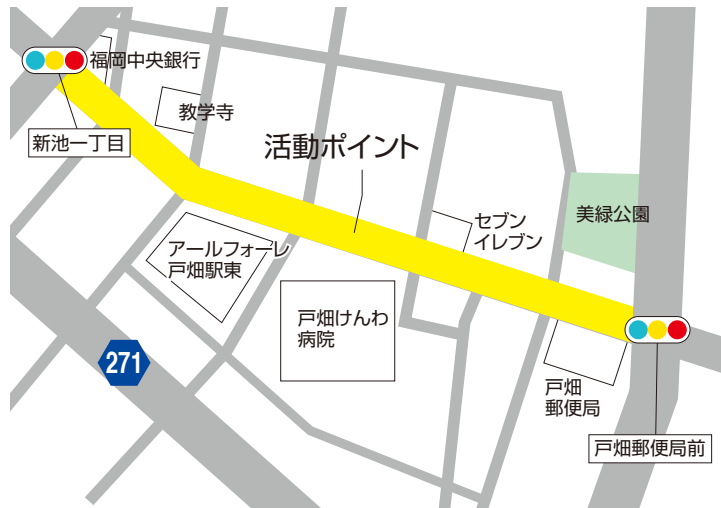 福岡中央銀行
新池一丁目
教学寺
活動ポイント
セブン
イレブン
美緑公園
アールフォーレ
戸畑駅東
戸畑けんわ
病院
271
戸畑
郵便局
戸畑郵便局前